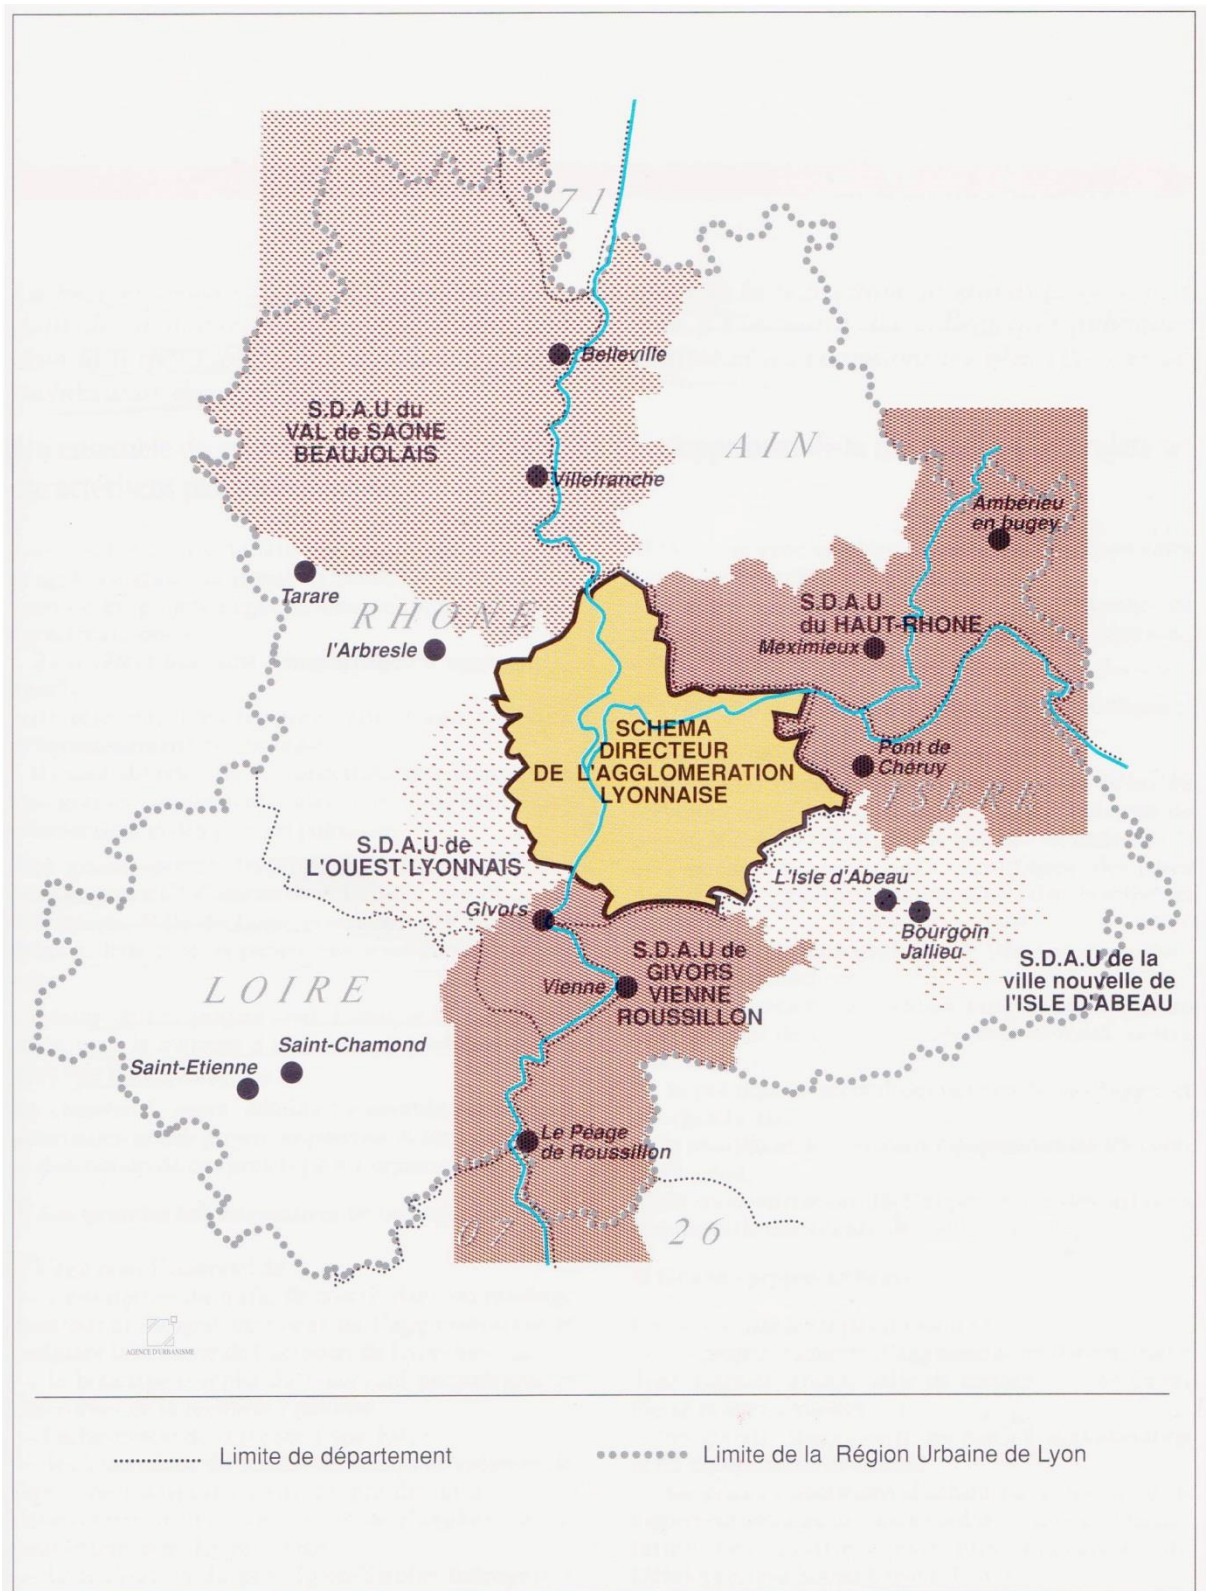 71
Belleville
S.D.A.U du
VAL de SAONE
BEAUJOLAIS
AIN
Villefranche
Ambérieu
en bugey
Tarare
RHONE
S.D.A.U
du HAUT-RHONE
Meximieux
l'Arbresle
SCHEMA
DIRECTEUR
DE L'AGGLOMERATION
LYONNAISE
Pont de
Chéruy
ISERE
S.D.A.U de
L'OUEST LYONNAIS
L'Isle d'Abeau
Givors
Bourgoin
Jallieu
S.D.A.U de
GIVORS
VIENNE
ROUSSILLON
S.D.A.U de la
ville nouvelle de
l'ISLE D'ABEAU
LOIRE
Vienne
Saint-Chamond
Saint-Etienne
Le Péage
de Roussillon
07
26
AGENCE D'URBANISME
Limite de département
Limite de la Région Urbaine de Lyon